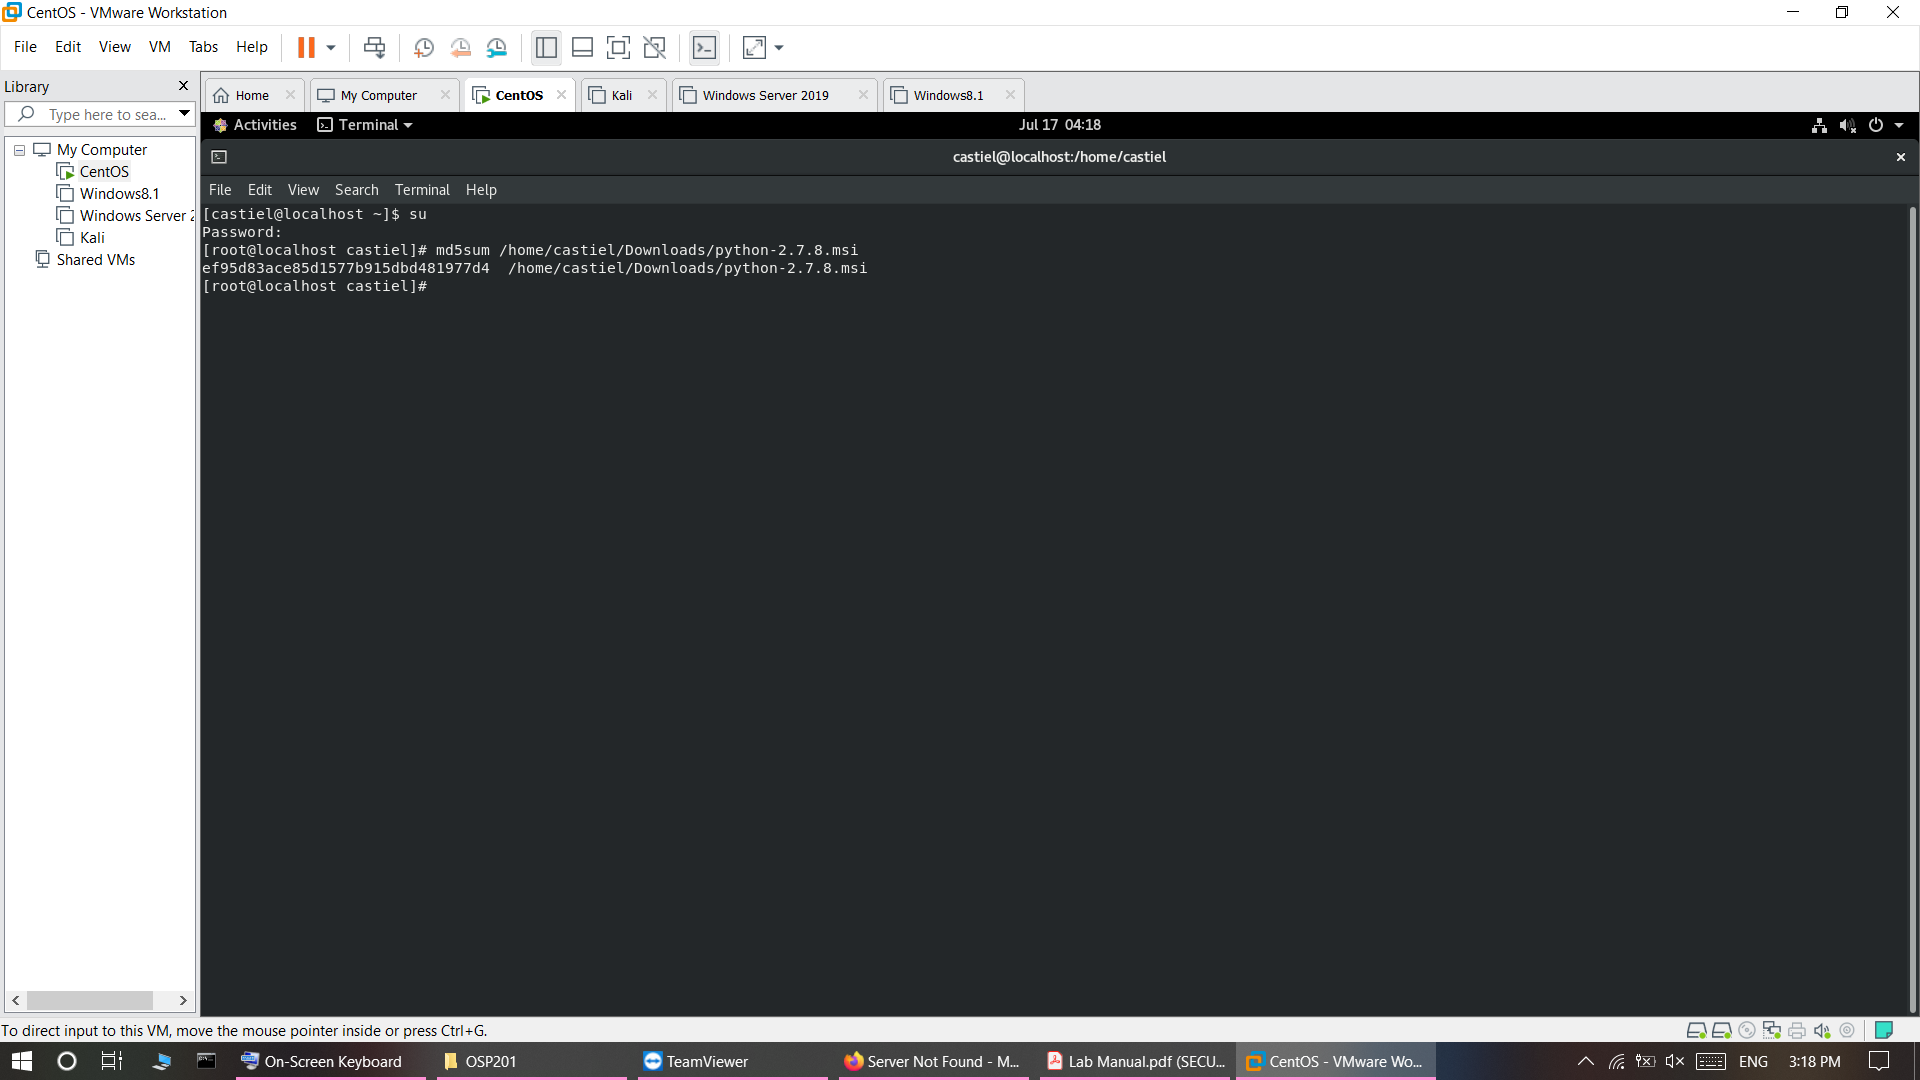 CentOS - VMware Workstation
File Edit View VM Tabs Help
Library
Type here to sea...
My Computer
CentOS
Windows8.1
Windows Server 2
Kali
Shared VMs
Home My Computer CentOS Kali Windows Server 2019 Windows8.1
Activities Terminal Jul 17 04:18
castiel@localhost:/home/castiel
File Edit View Search Terminal Help
[castiel@localhost ~]$ su
Password:
[root@localhost castiel]# md5sum /home/castiel/Downloads/python-2.7.8.msi
ef95d83ace85d1577b915dbd481977d4  /home/castiel/Downloads/python-2.7.8.msi
[root@localhost castiel]#
To direct input to this VM, move the mouse pointer inside or press Ctrl+G.
On-Screen Keyboard OSP201 TeamViewer Server Not Found - M... Lab Manual.pdf (SECU... CentOS - VMware Wo... ENG 3:18 PM